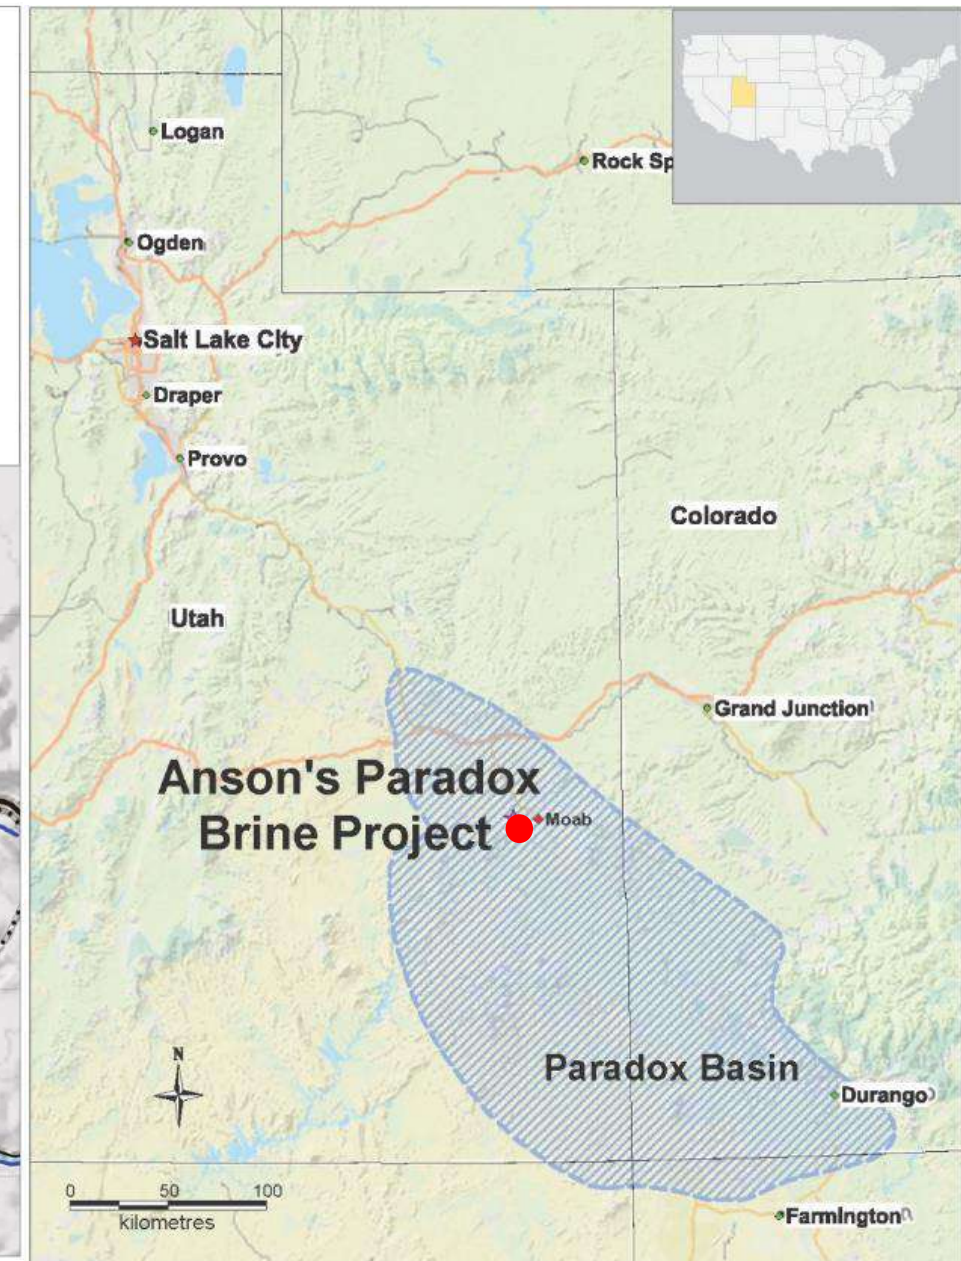 Logan
Rock Sp
Ogden
Salt Lake CIty
Draper
Provo
Colorado
Utah
Grand Junction
Anson's Paradox
Brine Project
Moab
Paradox Basin
N
Durango
0 50 100
kilometres
FarmIngton